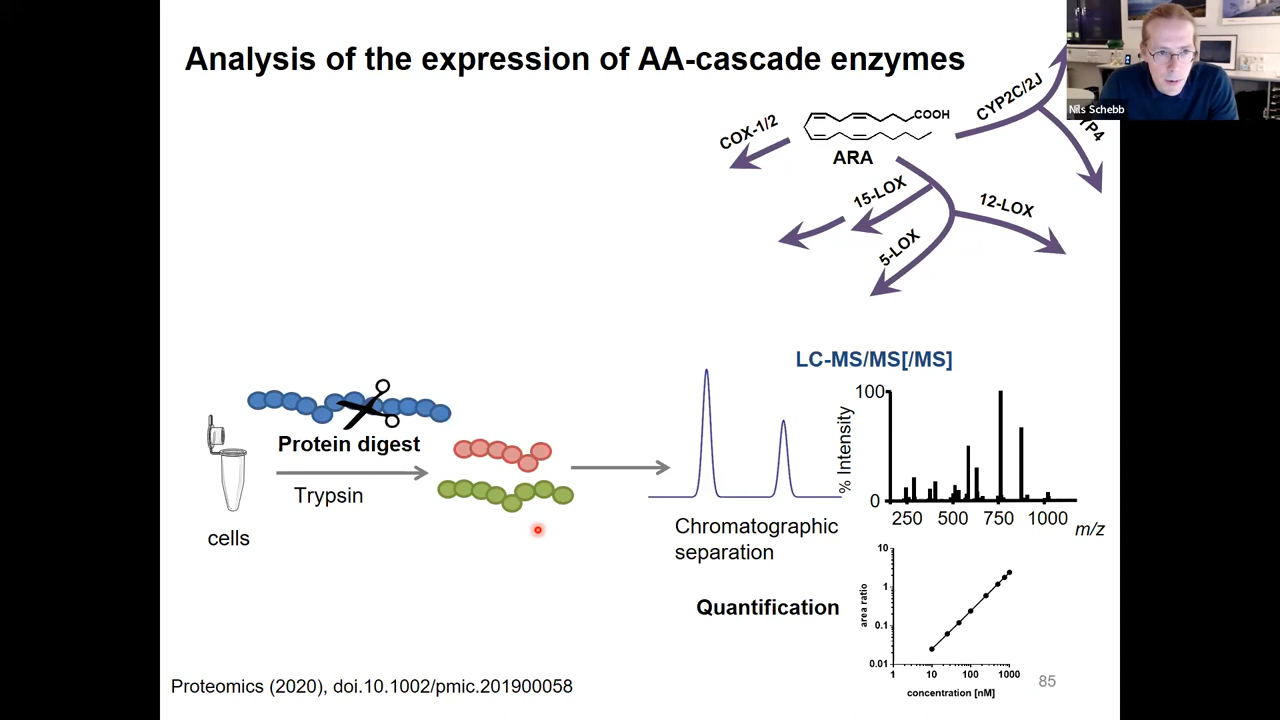 Analysis of the expression of AA-cascade enzymes
Nils Schebb
COOH
ARA
COX-1/2
CYP2C/2J
YP4
15-LOX
12-LOX
5-LOX
LC-MS/MS[/MS]
Protein digest
Trypsin
cells
Chromatographic
separation
% Intensity
100
0
250 500 750 1000
m/z
Quantification
area ratio
10
1
0.1
0.01
1 10 100 1000
concentration [nM]
Proteomics (2020), doi.10.1002/pmic.201900058
85